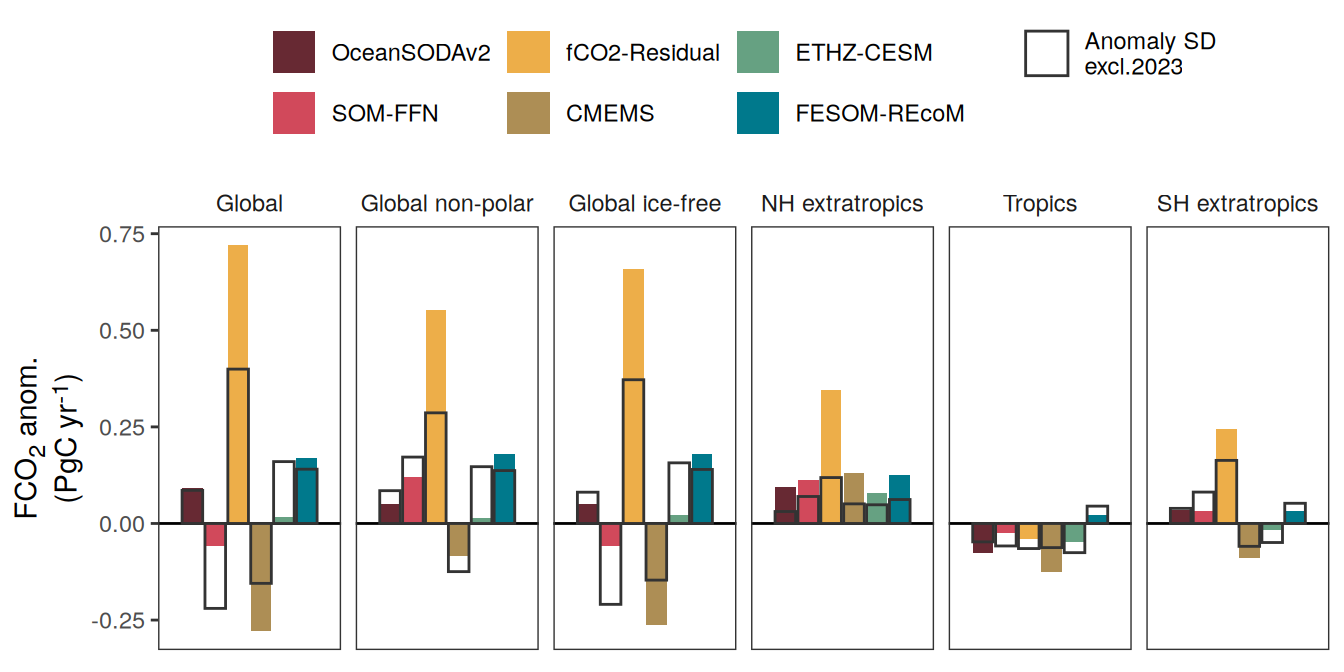 OceanSODAv2
fCO2-Residual
ETHZ-CESM
Anomaly SD
excl.2023
SOM-FFN
CMEMS
FESOM-REcoM
Global
Global non-polar
Global ice-free
NH extratropics
Tropics
SH extratropics
0.75
0.50
0.25
0.00
-0.25
FCO₂ anom.
(PgC yr⁻¹)